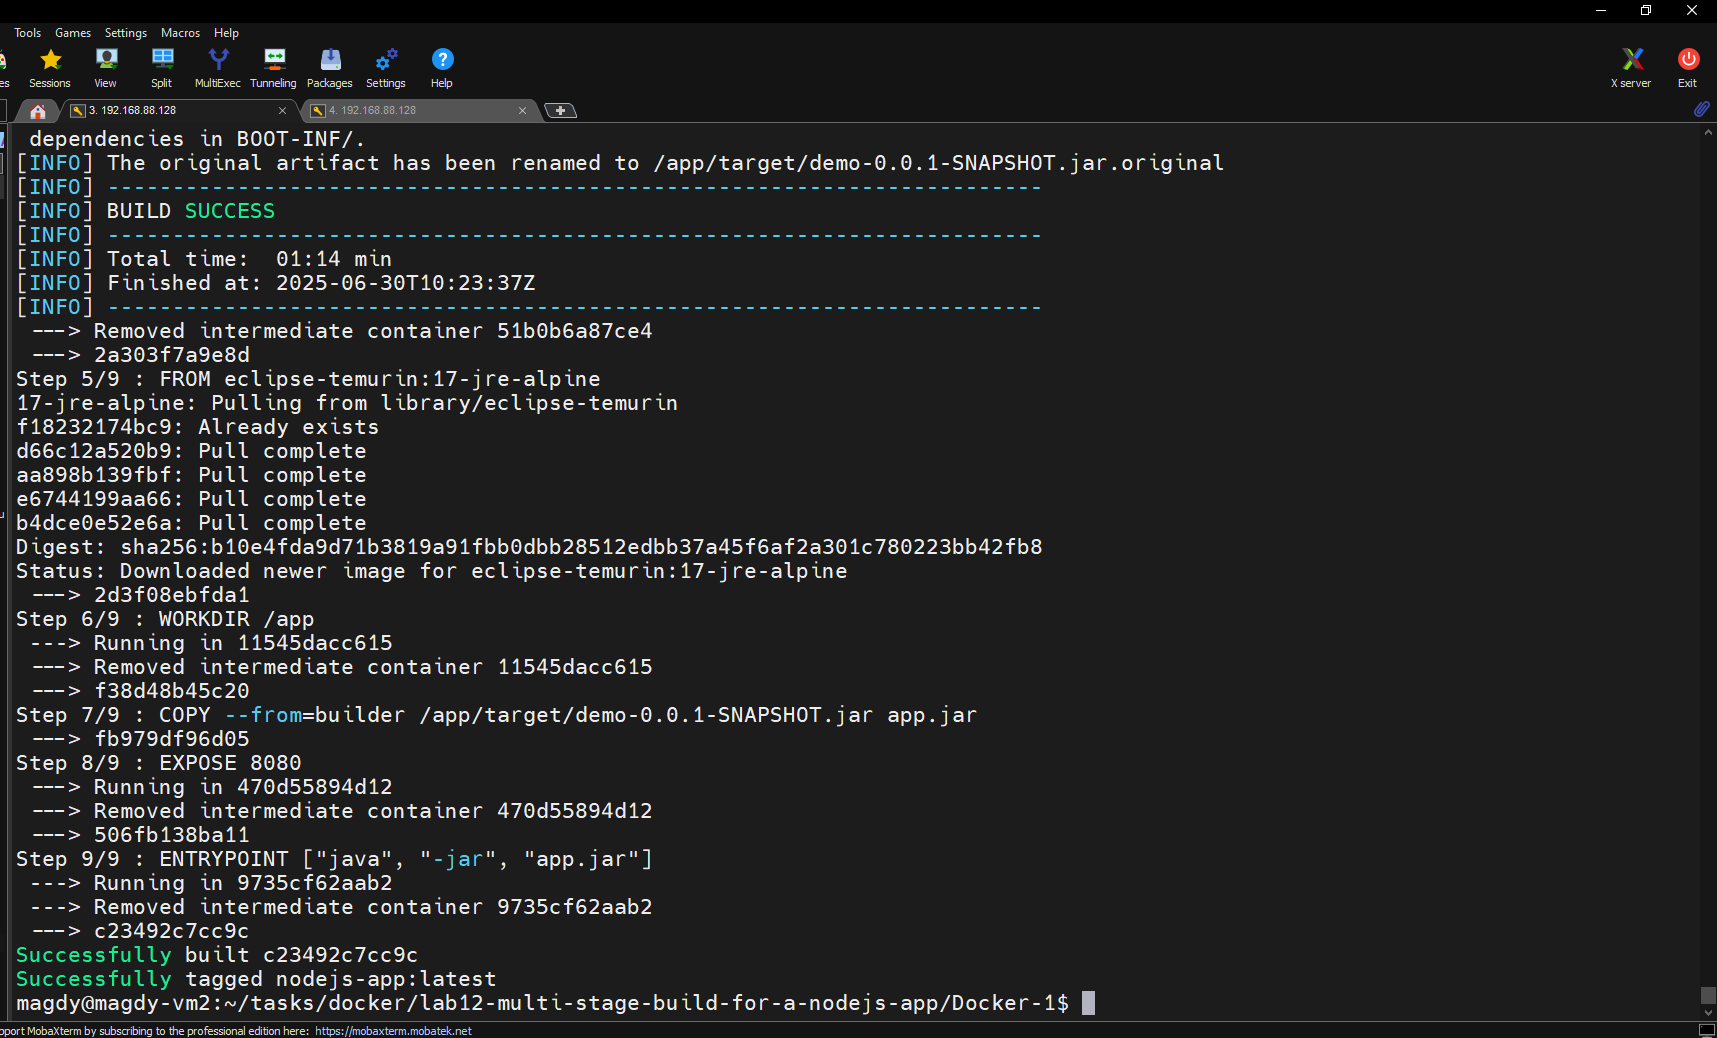 Tools Games Settings Macros Help
es Sessions View Split MultiExec Tunneling Packages Settings Help X server Exit
3. 192.168.88.128 4. 192.168.88.128
dependencies in BOOT-INF/.
[INFO] The original artifact has been renamed to /app/target/demo-0.0.1-SNAPSHOT.jar.original
[INFO] ------------------------------------------------------------------------
[INFO] BUILD SUCCESS
[INFO] ------------------------------------------------------------------------
[INFO] Total time:  01:14 min
[INFO] Finished at: 2025-06-30T10:23:37Z
[INFO] ------------------------------------------------------------------------
---> Removed intermediate container 51b0b6a87ce4
---> 2a303f7a9e8d
Step 5/9 : FROM eclipse-temurin:17-jre-alpine
17-jre-alpine: Pulling from library/eclipse-temurin
f18232174bc9: Already exists
d66c12a520b9: Pull complete
aa898b139fbf: Pull complete
e6744199aa66: Pull complete
b4dce0e52e6a: Pull complete
Digest: sha256:b10e4fda9d71b3819a91fbb0dbb28512edbb37a45f6af2a301c780223bb42fb8
Status: Downloaded newer image for eclipse-temurin:17-jre-alpine
---> 2d3f08ebfda1
Step 6/9 : WORKDIR /app
---> Running in 11545dacc615
---> Removed intermediate container 11545dacc615
---> f38d48b45c20
Step 7/9 : COPY --from=builder /app/target/demo-0.0.1-SNAPSHOT.jar app.jar
---> fb979df96d05
Step 8/9 : EXPOSE 8080
---> Running in 470d55894d12
---> Removed intermediate container 470d55894d12
---> 506fb138ba11
Step 9/9 : ENTRYPOINT ["java", "-jar", "app.jar"]
---> Running in 9735cf62aab2
---> Removed intermediate container 9735cf62aab2
---> c23492c7cc9c
Successfully built c23492c7cc9c
Successfully tagged nodejs-app:latest
magdy@magdy-vm2:~/tasks/docker/lab12-multi-stage-build-for-a-nodejs-app/Docker-1$
pport MobaXterm by subscribing to the professional edition here: https://mobaxterm.mobatek.net